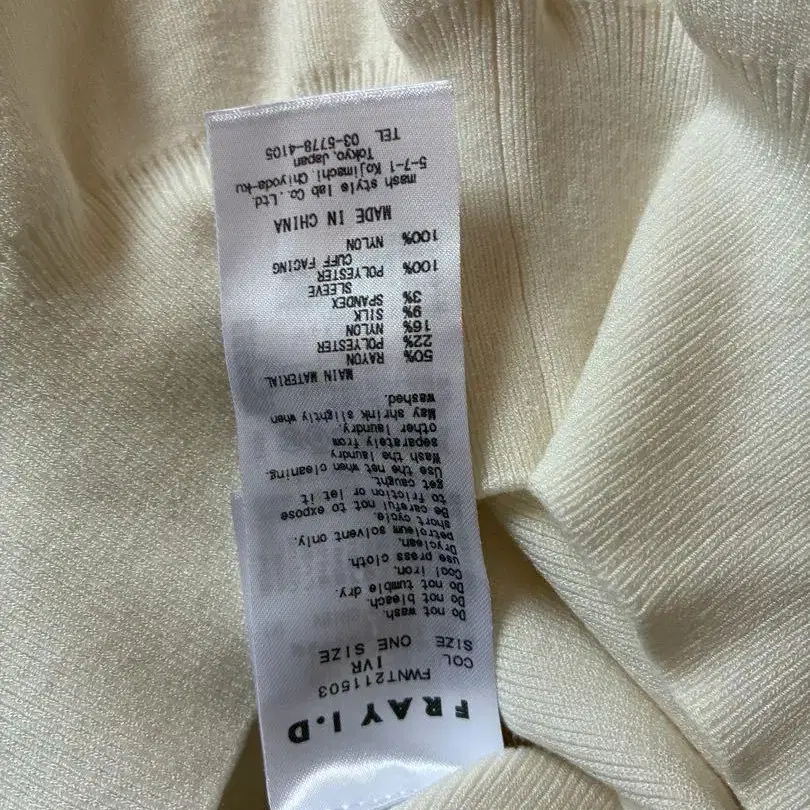 FRAY I.D
FWNT211503
COL IVR
SIZE ONE SIZE
Do not wash.
Do not bleach.
Do not tumble dry.
Cool iron.
use press cloth.
Dryclean.
petroleum solvent only.
short cycle.
Be careful not to expose
to friction or let it
get caught.
Use the net when cleaning.
Wash the laundry
separately from
other laundry.
May shrink slightly when
washed.
MAIN MATERIAL
50% RAYON
22% POLYESTER
16% NYLON
9% SILK
3% SPANDEX
SLEEVE
100% POLYESTER
CUFF FACING
100% NYLON
MADE IN CHINA
mash style lab Co., Ltd.
5-7-1 Kojimachi, Chiyoda-ku
Tokyo, Japan
TEL 03-5778-4105